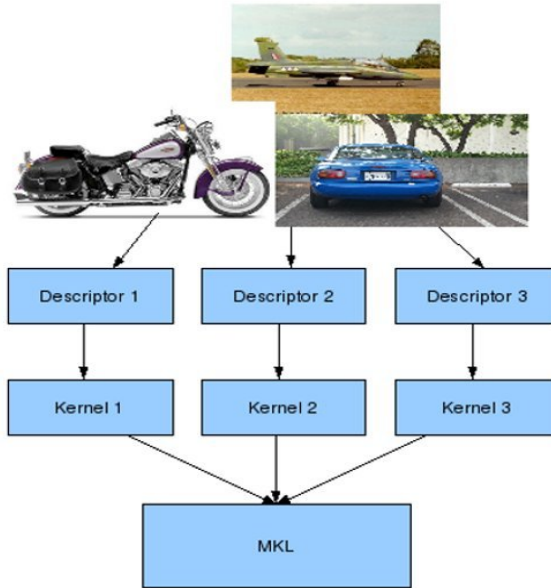 Descriptor 1
Descriptor 2
Descriptor 3
Kernel 1
Kernel 2
Kernel 3
MKL